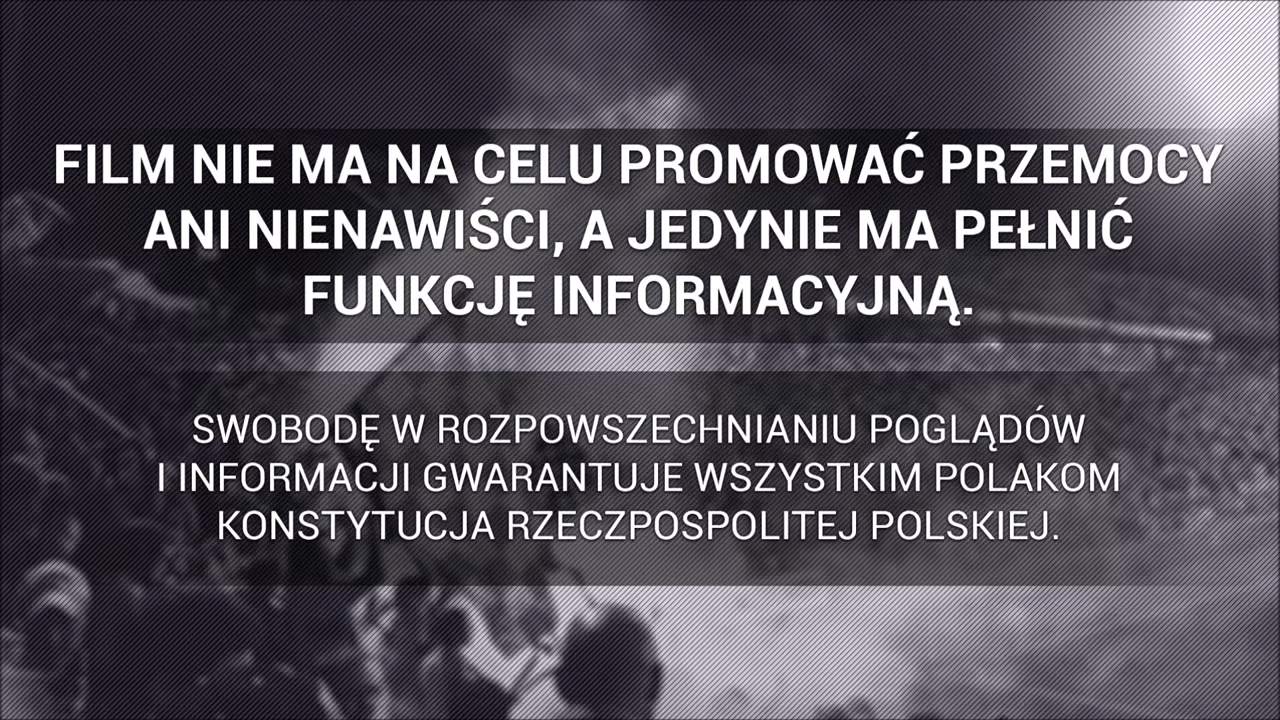 FILM NIE MA NA CELU PROMOWAĆ PRZEMOCY
ANI NIENAWIŚCI, A JEDYNIE MA PEŁNIĆ
FUNKCJĘ INFORMACYJNĄ.
SWOBODĘ W ROZPOWSZECHNIANIU POGLĄDÓW
I INFORMACJI GWARANTUJE WSZYSTKIM POLAKOM
KONSTYTUCJA RZECZPOSPOLITEJ POLSKIEJ.